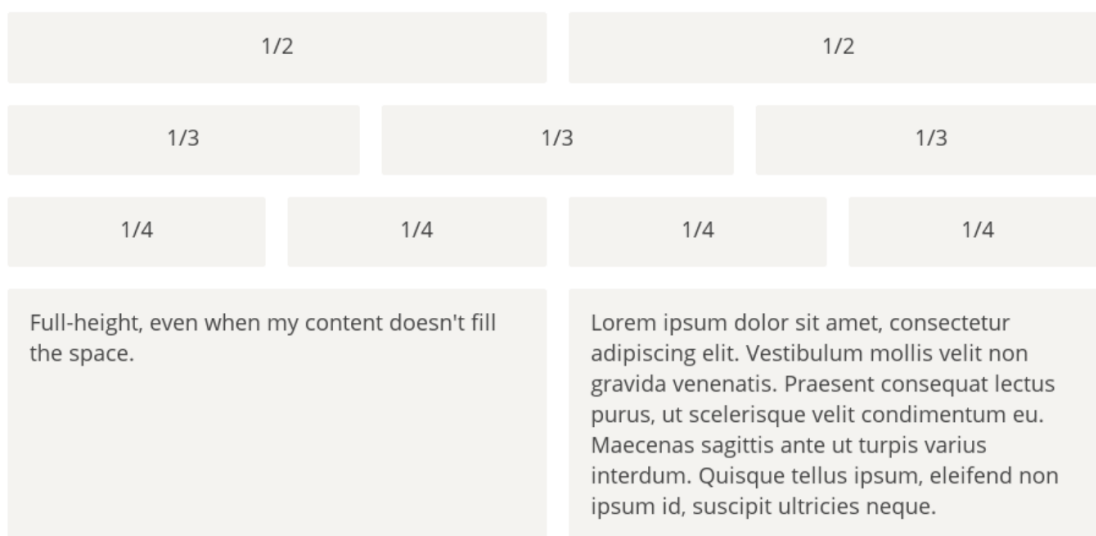 1/2
1/2
1/3
1/3
1/3
1/4
1/4
1/4
1/4
Full-height, even when my content doesn't fill
the space.
Lorem ipsum dolor sit amet, consectetur
adipiscing elit. Vestibulum mollis velit non
gravida venenatis. Praesent consequat lectus
purus, ut scelerisque velit condimentum eu.
Maecenas sagittis ante ut turpis varius
interdum. Quisque tellus ipsum, eleifend non
ipsum id, suscipit ultricies neque.